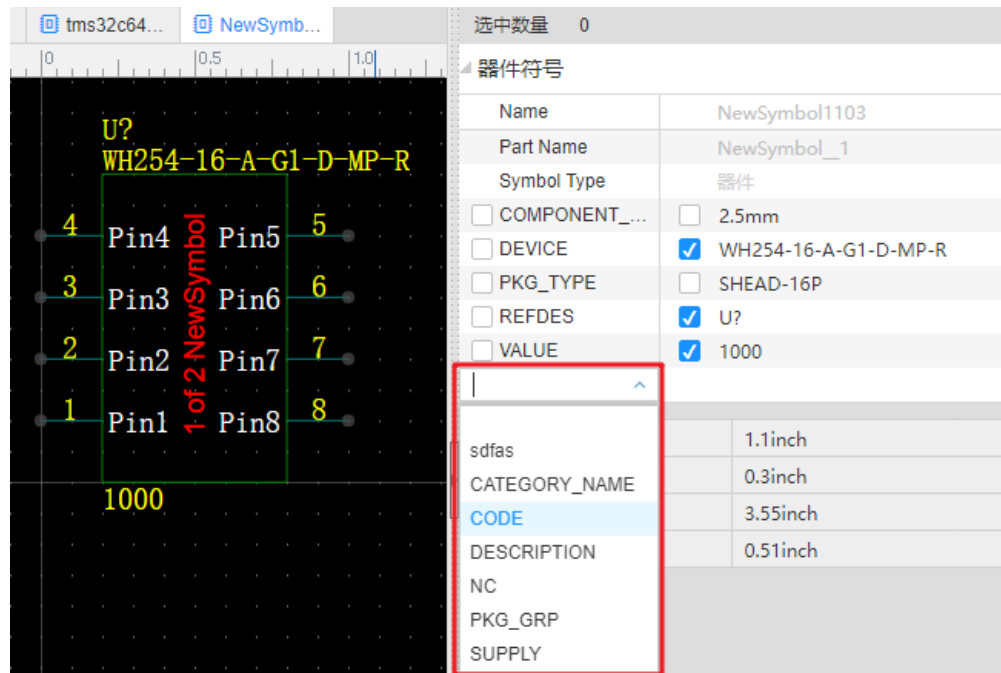 tms32c64...
NewSymb...
0
0.5
1.0
U?
WH254-16-A-G1-D-MP-R
4 Pin4 Pin5 5
3 Pin3 Pin6 6
2 Pin2 Pin7 7
1 Pin1 Pin8 8
1 of 2 NewSymbol
1000
选中数量 0
器件符号
Name NewSymbol1103
Part Name NewSymbol__1
Symbol Type 器件
COMPONENT_... 2.5mm
DEVICE WH254-16-A-G1-D-MP-R
PKG_TYPE SHEAD-16P
REFDES U?
VALUE 1000
sdfas
CATEGORY_NAME
CODE
DESCRIPTION
NC
PKG_GRP
SUPPLY
1.1inch
0.3inch
3.55inch
0.51inch